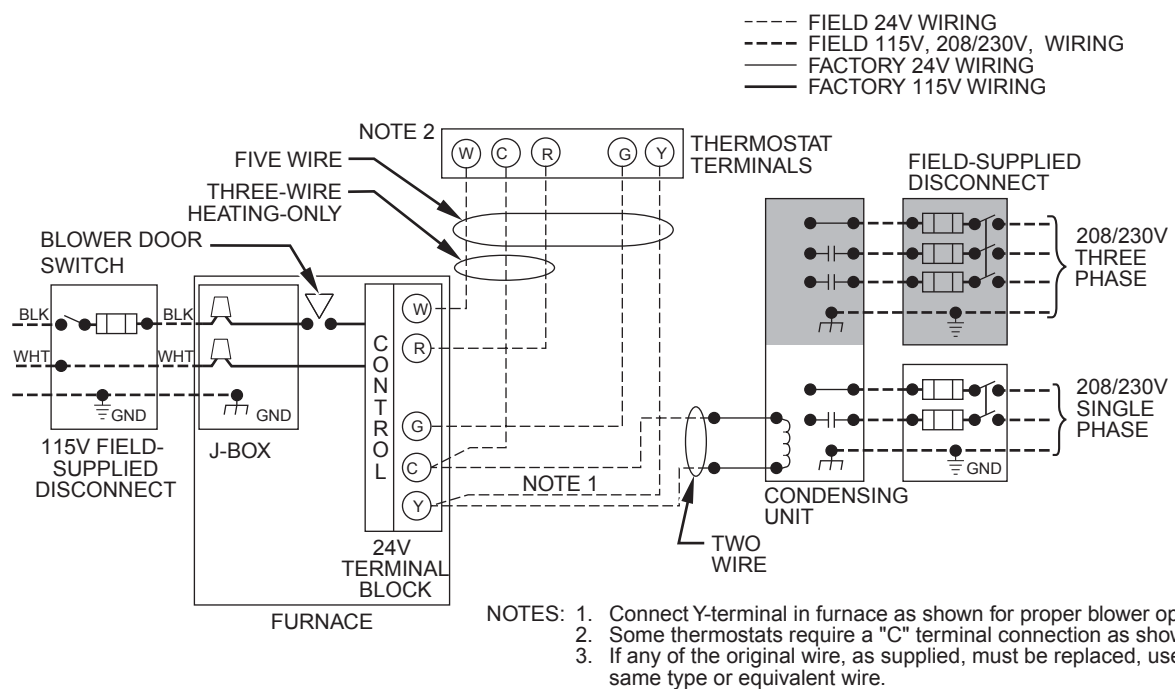 FIELD 24V WIRING
FIELD 115V, 208/230V, WIRING
FACTORY 24V WIRING
FACTORY 115V WIRING
NOTE 2
W C R G Y
THERMOSTAT
TERMINALS
FIVE WIRE
THREE-WIRE
HEATING-ONLY
BLOWER DOOR
SWITCH
FIELD-SUPPLIED
DISCONNECT
208/230V
THREE
PHASE
BLK
BLK
WHT
WHT
GND
GND
115V FIELD-
SUPPLIED
DISCONNECT
J-BOX
CONTROL
W
R
G
C
Y
NOTE 1
24V
TERMINAL
BLOCK
FURNACE
TWO
WIRE
CONDENSING
UNIT
208/230V
SINGLE
PHASE
GND
NOTES: 1. Connect Y-terminal in furnace as shown for proper blower op
2. Some thermostats require a "C" terminal connection as show
3. If any of the original wire, as supplied, must be replaced, use
same type or equivalent wire.